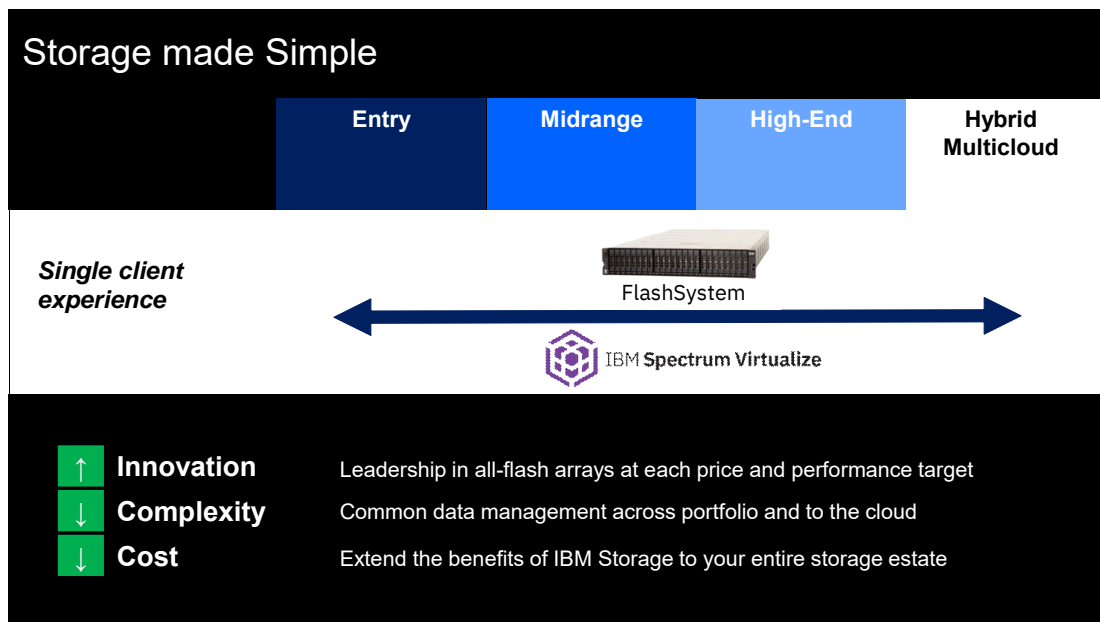 Storage made Simple
Entry
Midrange
High-End
Hybrid
Multicloud
Single client
experience
FlashSystem
IBM Spectrum Virtualize
↑ Innovation
Leadership in all-flash arrays at each price and performance target
↓ Complexity
Common data management across portfolio and to the cloud
↓ Cost
Extend the benefits of IBM Storage to your entire storage estate